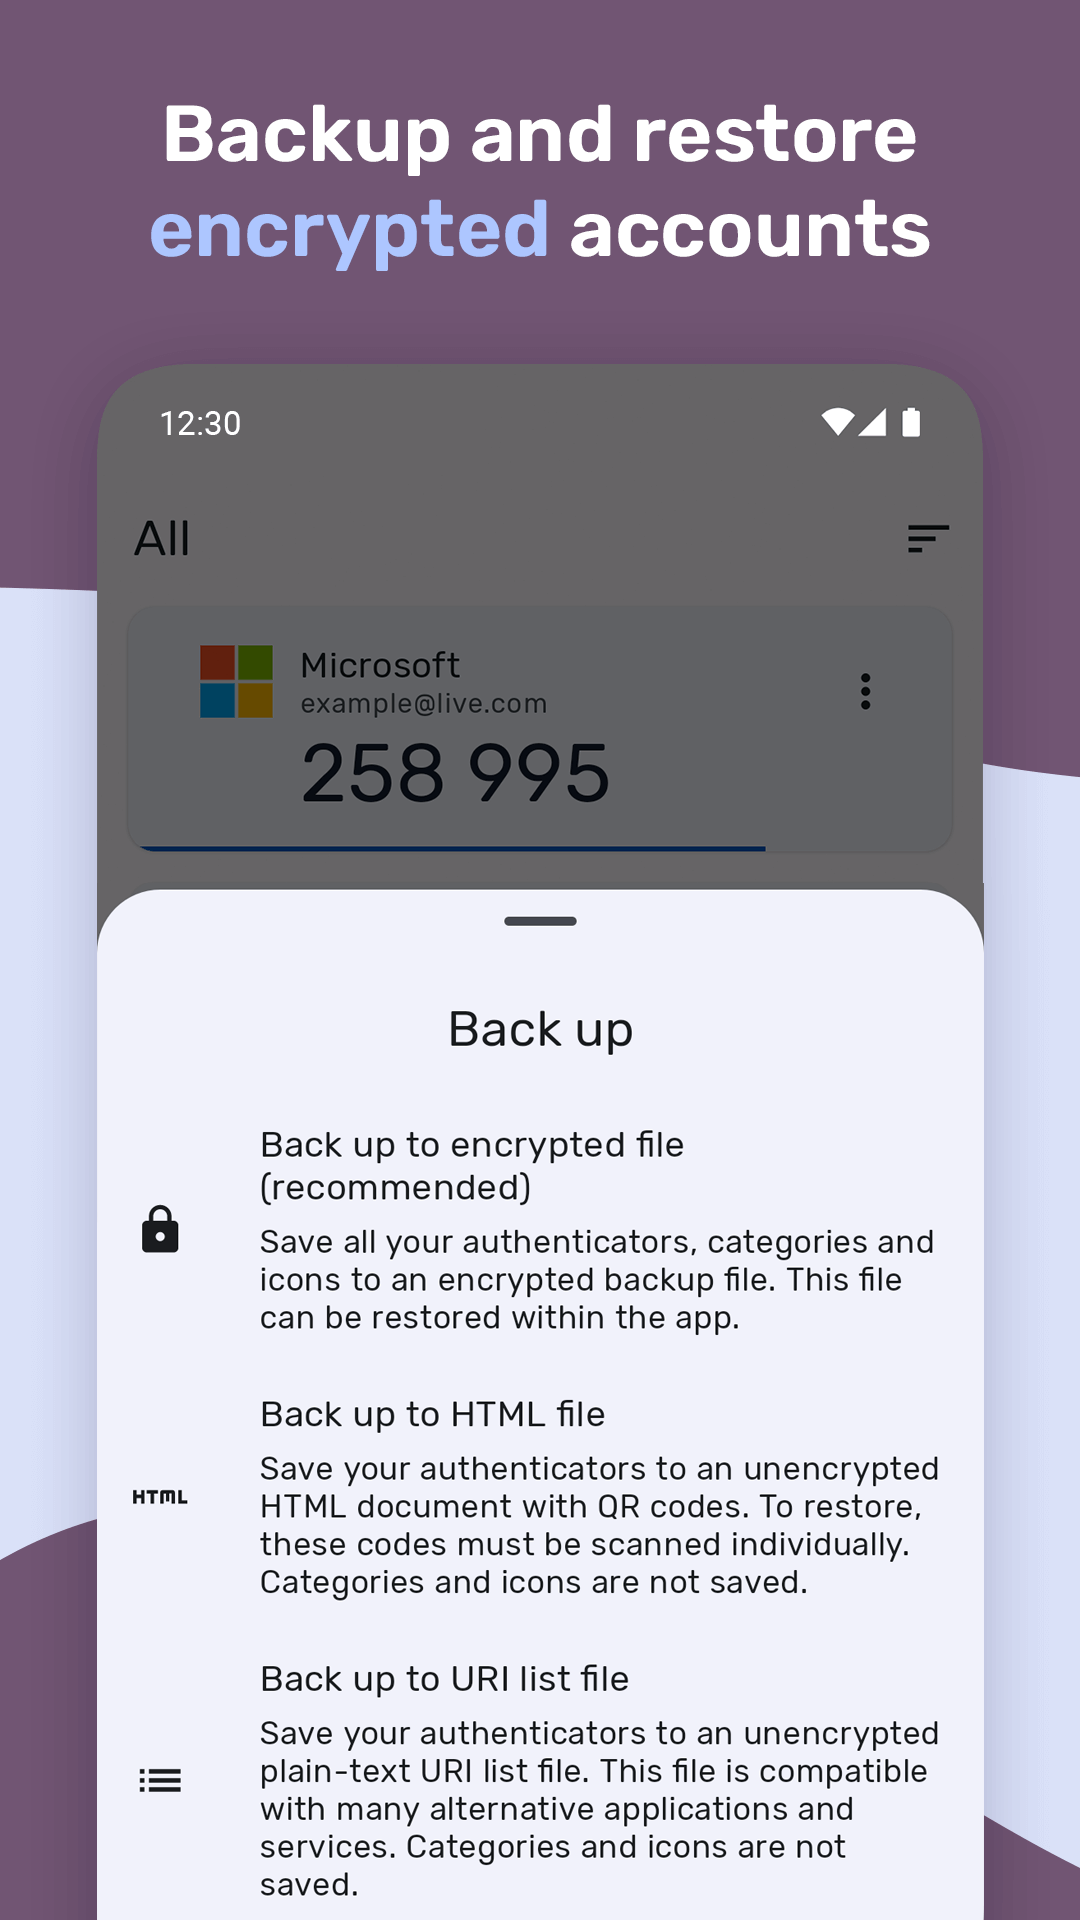 Backup and restore
encrypted accounts
12:30
All
Microsoft
example@live.com
258 995
Back up
Back up to encrypted file
(recommended)
Save all your authenticators, categories and
icons to an encrypted backup file. This file
can be restored within the app.
Back up to HTML file
HTML
Save your authenticators to an unencrypted
HTML document with QR codes. To restore,
these codes must be scanned individually.
Categories and icons are not saved.
Back up to URI list file
Save your authenticators to an unencrypted
plain-text URI list file. This file is compatible
with many alternative applications and
services. Categories and icons are not
saved.